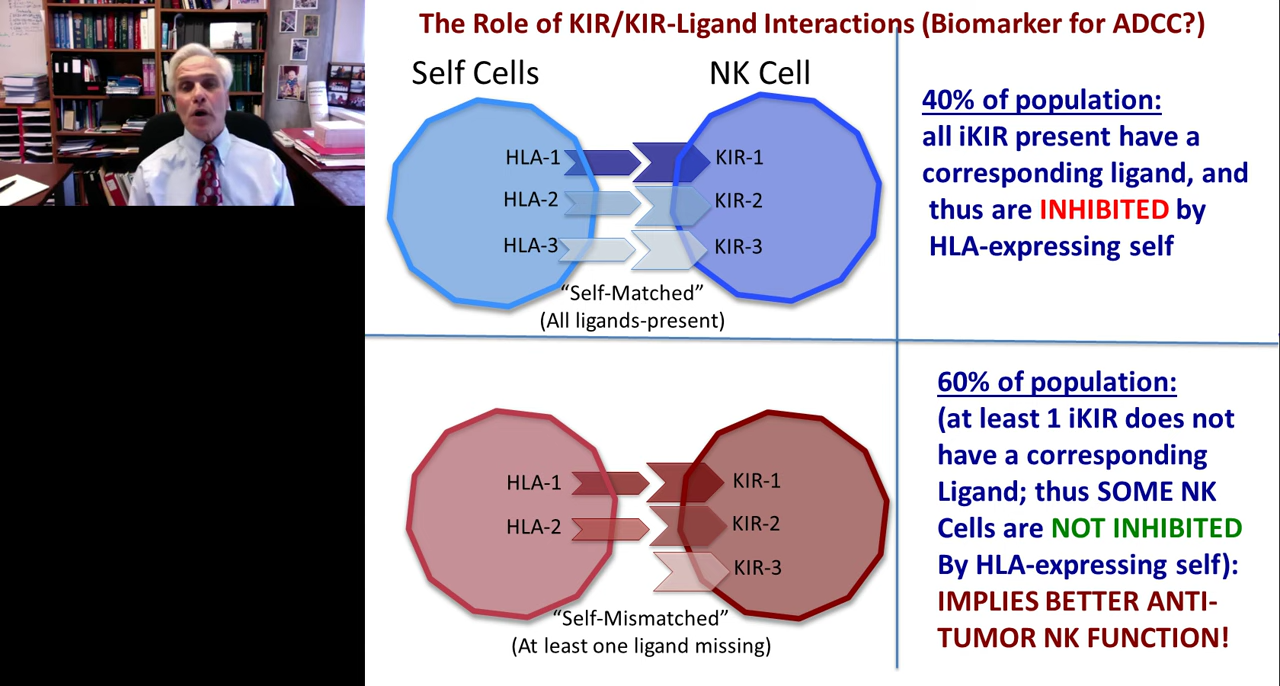 The Role of KIR/KIR-Ligand Interactions (Biomarker for ADCC?)
Self Cells
NK Cell
HLA-1
KIR-1
HLA-2
KIR-2
HLA-3
KIR-3
“Self-Matched”
(All ligands-present)
40% of population:
all iKIR present have a
corresponding ligand, and
thus are INHIBITED by
HLA-expressing self
HLA-1
KIR-1
HLA-2
KIR-2
KIR-3
“Self-Mismatched”
(At least one ligand missing)
60% of population:
(at least 1 iKIR does not
have a corresponding
Ligand; thus SOME NK
Cells are NOT INHIBITED
By HLA-expressing self):
IMPLIES BETTER ANTI-
TUMOR NK FUNCTION!